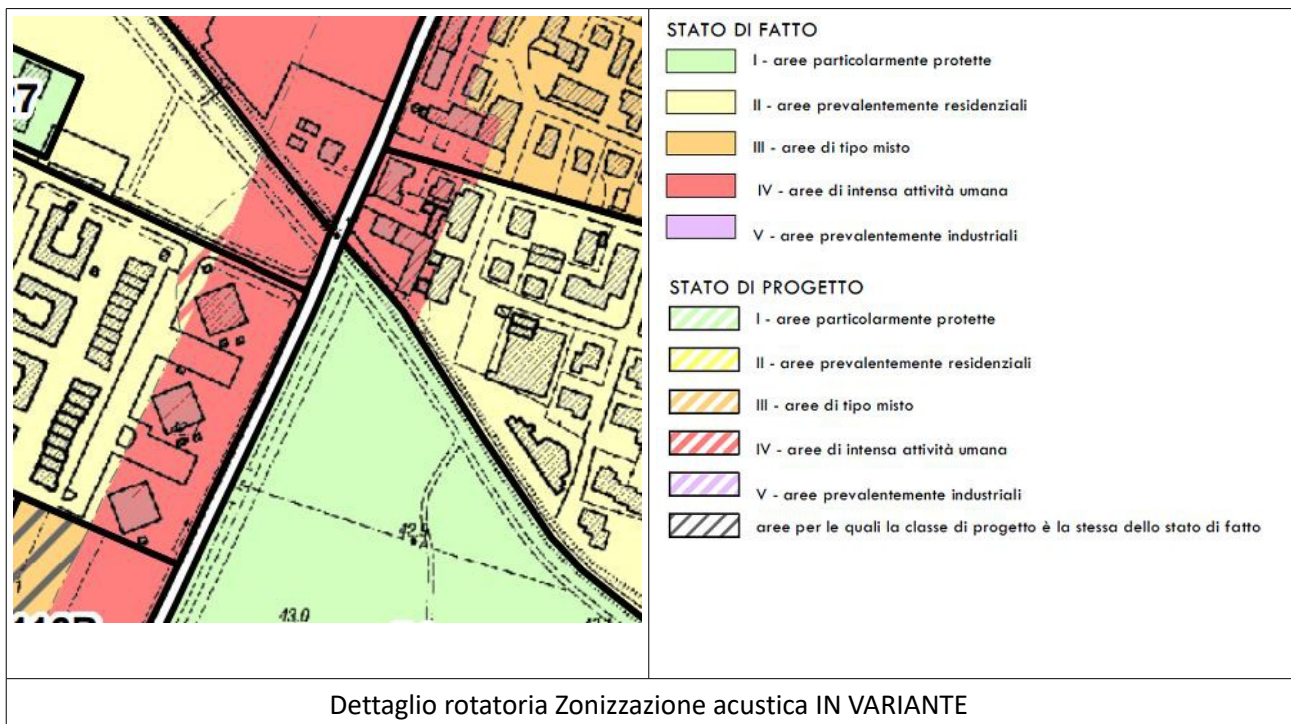 27
42.9
43.0
STATO DI FATTO
I - aree particolarmente protette
II - aree prevalentemente residenziali
III - aree di tipo misto
IV - aree di intensa attività umana
V - aree prevalentemente industriali
STATO DI PROGETTO
I - aree particolarmente protette
II - aree prevalentemente residenziali
III - aree di tipo misto
IV - aree di intensa attività umana
V - aree prevalentemente industriali
aree per le quali la classe di progetto è la stessa dello stato di fatto
Dettaglio rotatoria Zonizzazione acustica IN VARIANTE